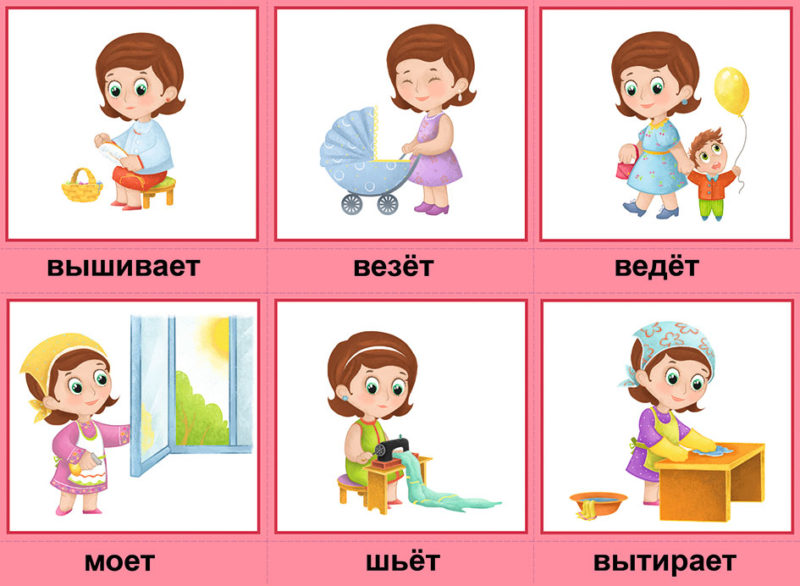 вышивает
везёт
ведёт
моет
шьёт
вытирает